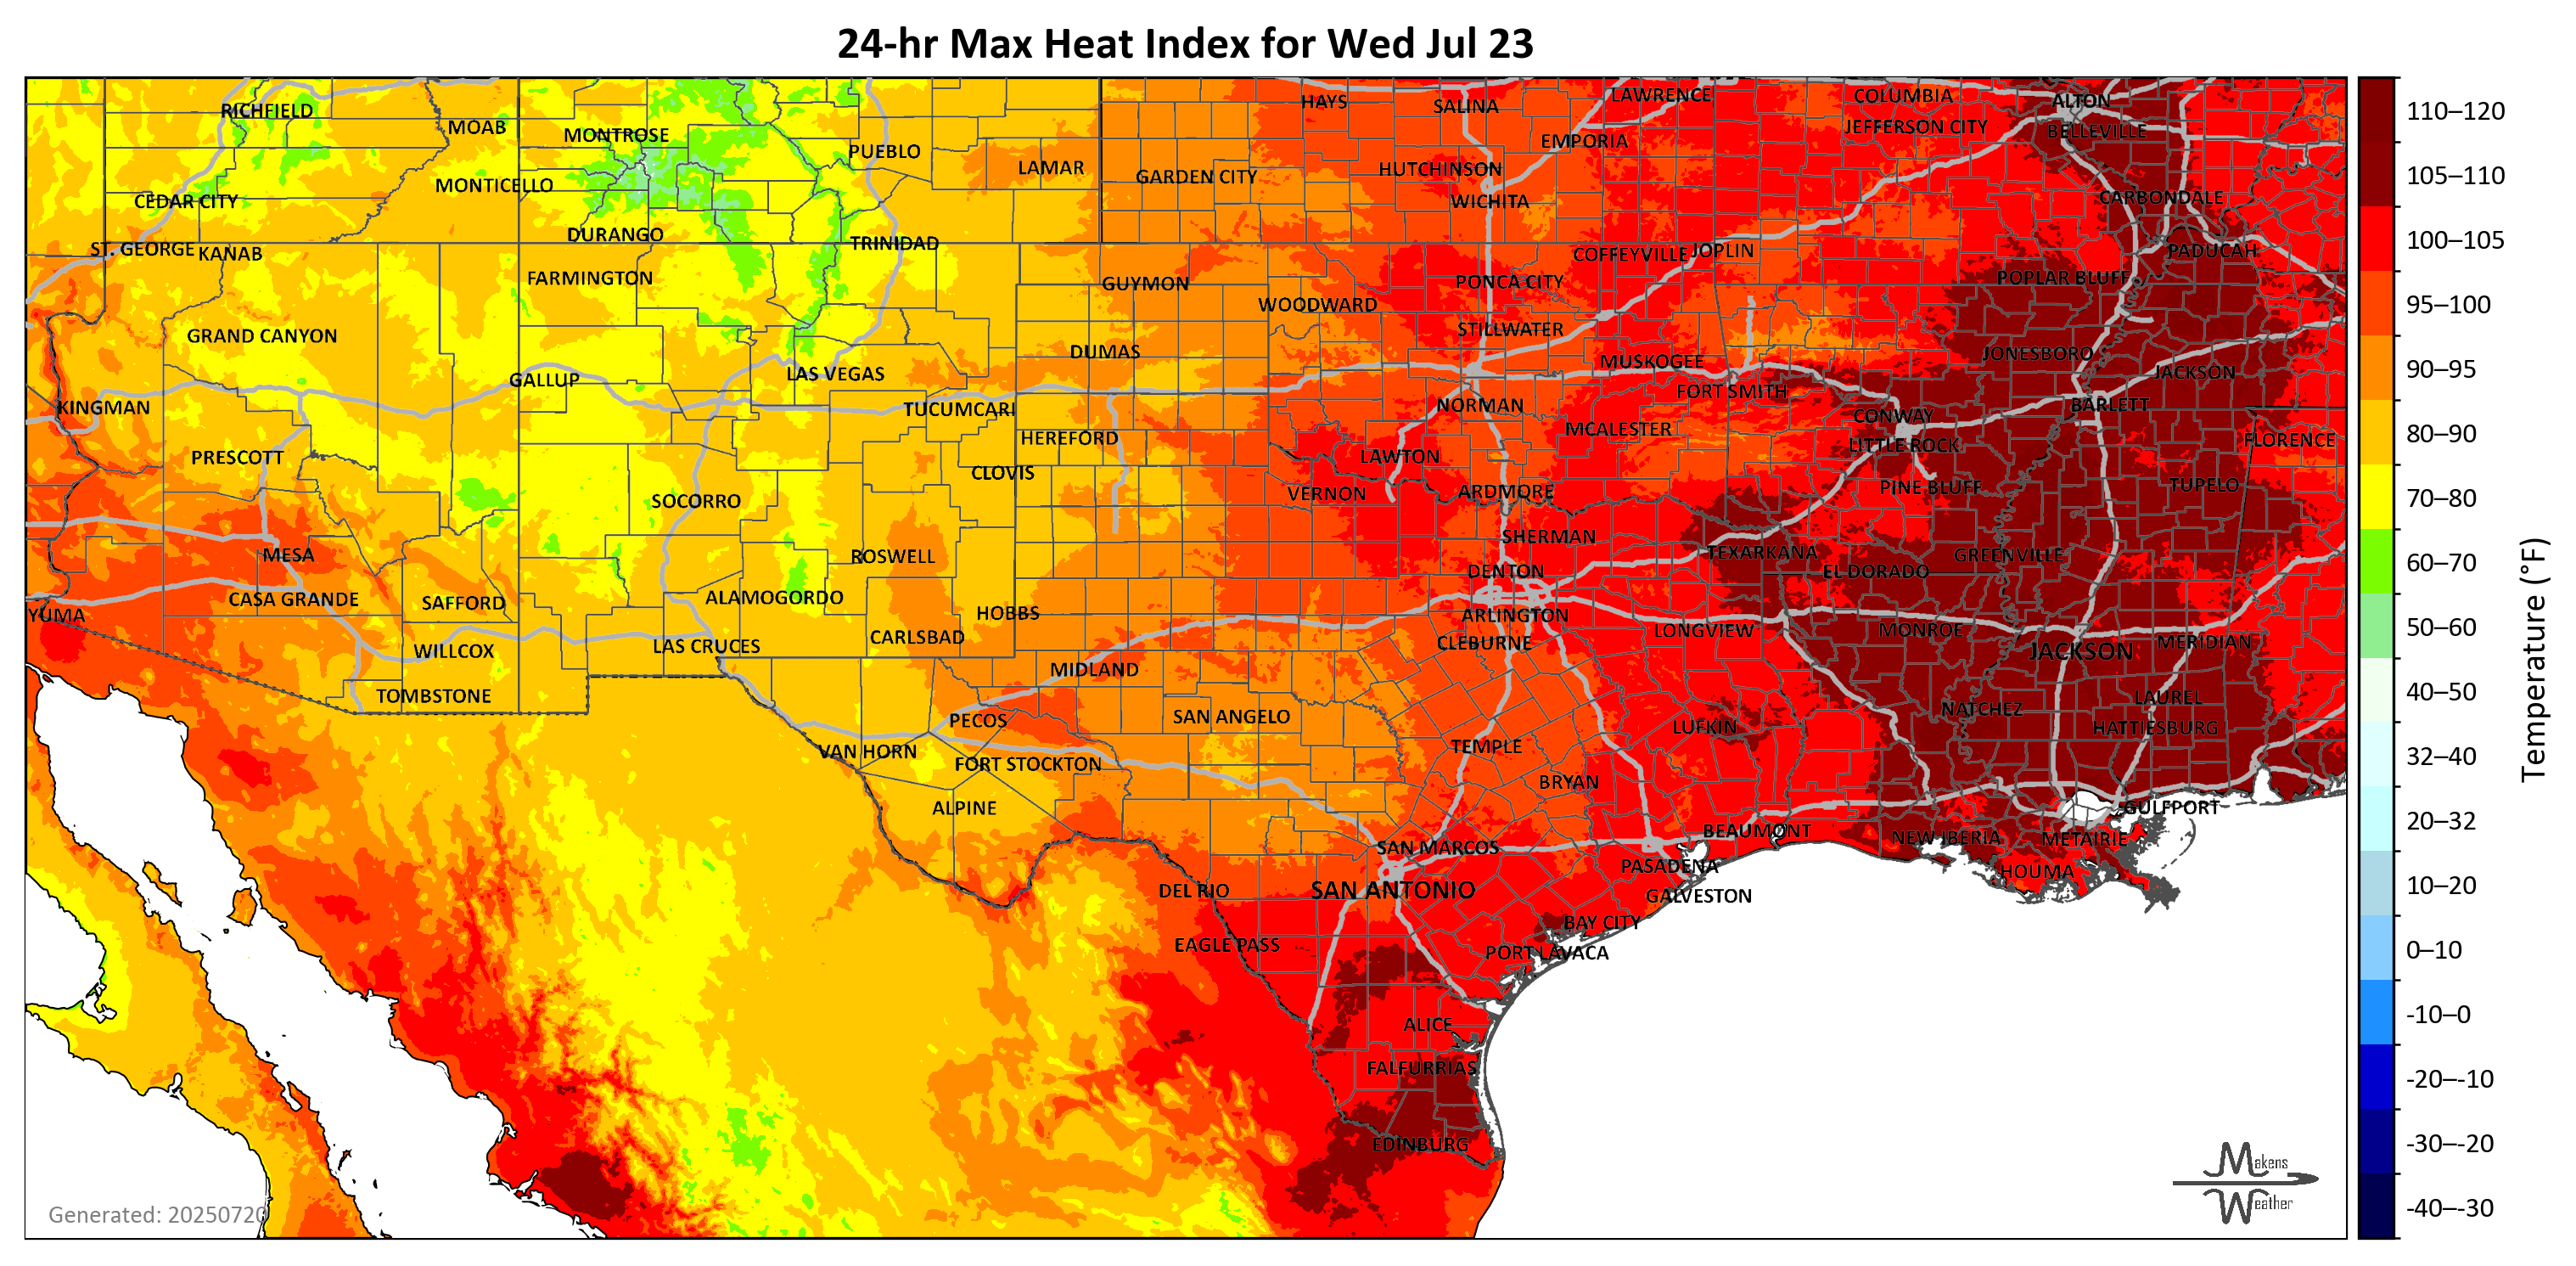 24-hr Max Heat Index for Wed Jul 23
RICHFIELD
MOAB
MONTROSE
PUEBLO
LAMAR
HAYS
SALINA
LAWRENCE
COLUMBIA
ALTON
EMPORIA
JEFFERSON CITY
BELLEVILLE
CEDAR CITY
MONTICELLO
GARDEN CITY
HUTCHINSON
WICHITA
CARBONDALE
ST. GEORGE
KANAB
DURANGO
TRINIDAD
COFFEYVILLE
JOPLIN
PADUCAH
FARMINGTON
GUYMON
WOODWARD
PONCA CITY
POPLAR BLUFF
GRAND CANYON
DUMAS
STILLWATER
MUSKOGEE
JONESBORO
JACKSON
GALLUP
LAS VEGAS
FORT SMITH
KINGMAN
TUCUMCARI
NORMAN
CONWAY
BARLETT
PRESCOTT
HEREFORD
LAWTON
MCALESTER
LITTLE ROCK
FLORENCE
SOCORRO
CLOVIS
VERNON
ARDMORE
PINE BLUFF
TUPELO
MESA
ROSWELL
SHERMAN
TEXARKANA
GREENVILLE
CASA GRANDE
SAFFORD
ALAMOGORDO
HOBBS
DENTON
EL DORADO
YUMA
WILLCOX
LAS CRUCES
CARLSBAD
ARLINGTON
CLEBURNE
LONGVIEW
MONROE
JACKSON
MERIDIAN
TOMBSTONE
MIDLAND
PECOS
SAN ANGELO
LUFKIN
NATCHEZ
LAUREL
HATTIESBURG
VAN HORN
FORT STOCKTON
TEMPLE
BRYAN
ALPINE
GULFPORT
SAN MARCOS
BEAUMONT
NEW IBERIA
METAIRIE
DEL RIO
SAN ANTONIO
PASADENA
GALVESTON
HOUMA
EAGLE PASS
BAY CITY
PORT LAVACA
ALICE
FALFURRIAS
EDINBURG
Generated: 20250720
Makens
Weather
110–120
105–110
100–105
95–100
90–95
80–90
70–80
60–70
50–60
40–50
32–40
20–32
10–20
0–10
-10–0
-20–-10
-30–-20
-40–-30
Temperature (°F)